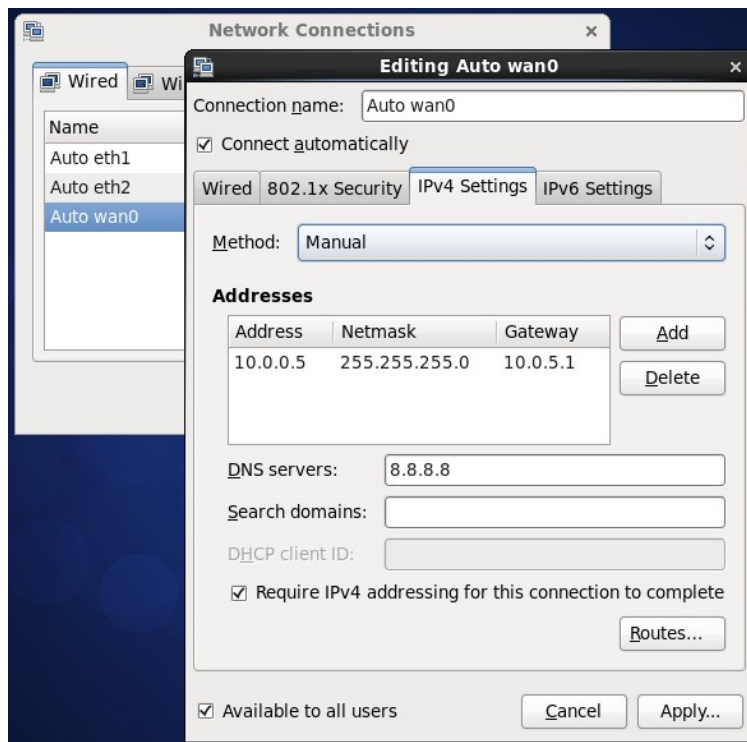 Network Connections
Editing Auto wan0
Wired Wi
Name
Auto eth1
Auto eth2
Auto wan0
Connection name: Auto wan0
Connect automatically
Wired 802.1x Security IPv4 Settings IPv6 Settings
Method: Manual
Addresses
Address Netmask Gateway
10.0.0.5 255.255.255.0 10.0.5.1
Add
Delete
DNS servers: 8.8.8.8
Search domains:
DHCP client ID:
Require IPv4 addressing for this connection to complete
Routes...
Available to all users
Cancel Apply...